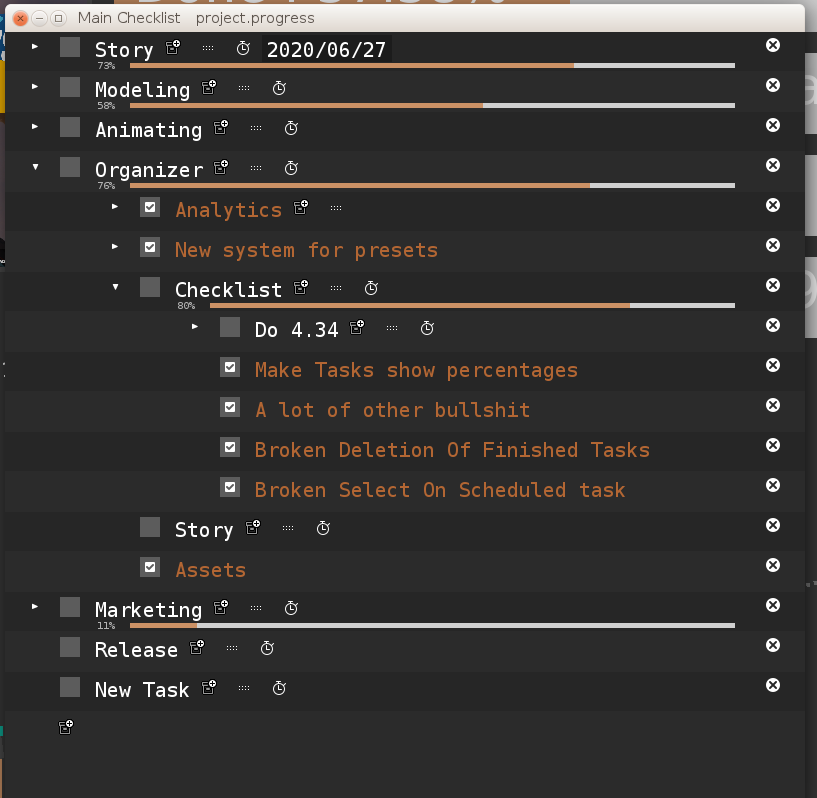 Main Checklist project.progress
Story 2020/06/27
73%
Modeling
58%
Animating
Organizer
76%
Analytics
New system for presets
Checklist
80%
Do 4.34
Make Tasks show percentages
A lot of other bullshit
Broken Deletion Of Finished Tasks
Broken Select On Scheduled task
Story
Assets
Marketing
11%
Release
New Task